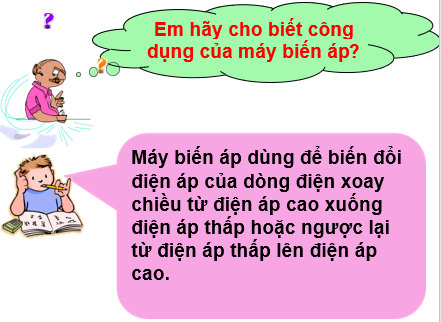 ?
Em hãy cho biết công
dụng của máy biến áp?
?
?
Máy biến áp dùng để biến đổi
điện áp của dòng điện xoay
chiều từ điện áp cao xuống
điện áp thấp hoặc ngược lại
từ điện áp thấp lên điện áp
cao.